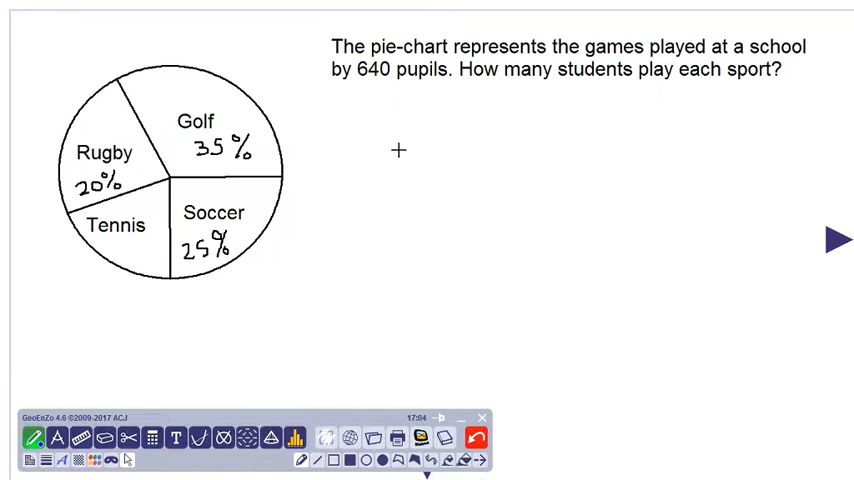 The pie-chart represents the games played at a school
by 640 pupils. How many students play each sport?
Golf
35 %
Rugby
20%
Soccer
25%
Tennis
GeoEnZo 4.6 ©2009-2017 ACJ
17:04